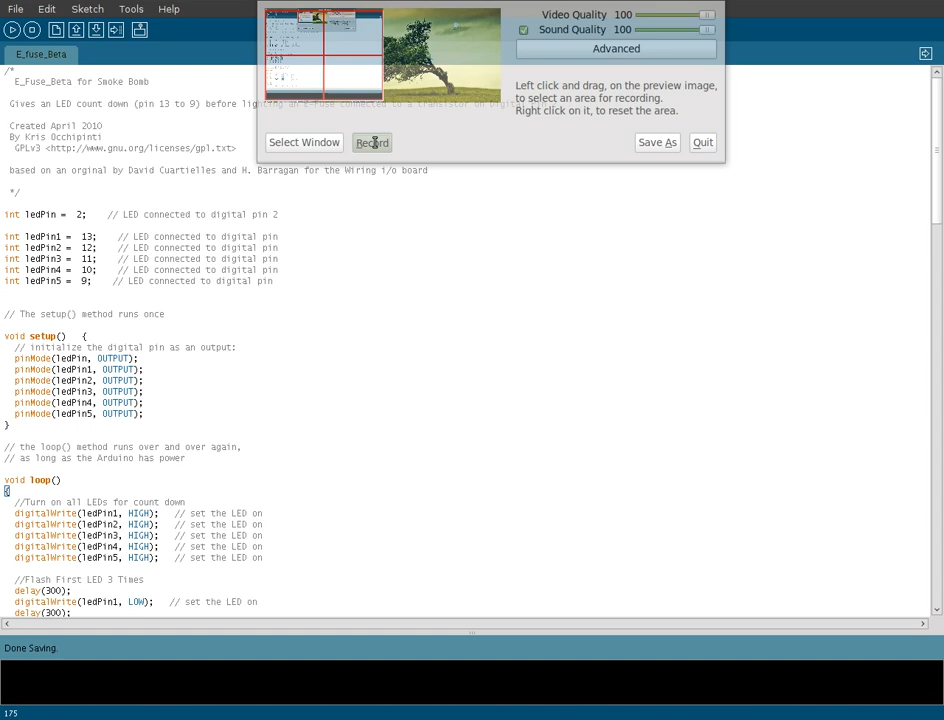 File Edit Sketch Tools Help
E_fuse_Beta
Video Quality 100
Sound Quality 100
Advanced
Left click and drag, on the preview image,
to select an area for recording.
Right click on it, to reset the area.
Select Window Record Save As Quit
/*
E_Fuse_Beta for Smoke Bomb
Gives an LED count down (pin 13 to 9) before lighting an E-Fuse connected to a transistor on
Created April 2010
By Kris Occhipinti
GPLv3 <http://www.gnu.org/licenses/gpl.txt>
based on an orginal by David Cuartielles and H. Barragan for the Wiring i/o board
*/
int ledPin = 2; // LED connected to digital pin 2
int ledPin1 = 13; // LED connected to digital pin
int ledPin2 = 12; // LED connected to digital pin
int ledPin3 = 11; // LED connected to digital pin
int ledPin4 = 10; // LED connected to digital pin
int ledPin5 = 9; // LED connected to digital pin
// The setup() method runs once
void setup() {
// initialize the digital pin as an output:
pinMode(ledPin, OUTPUT);
pinMode(ledPin1, OUTPUT);
pinMode(ledPin2, OUTPUT);
pinMode(ledPin3, OUTPUT);
pinMode(ledPin4, OUTPUT);
pinMode(ledPin5, OUTPUT);
}
// the loop() method runs over and over again,
// as long as the Arduino has power
void loop()
{
//Turn on all LEDs for count down
digitalWrite(ledPin1, HIGH); // set the LED on
digitalWrite(ledPin2, HIGH); // set the LED on
digitalWrite(ledPin3, HIGH); // set the LED on
digitalWrite(ledPin4, HIGH); // set the LED on
digitalWrite(ledPin5, HIGH); // set the LED on
//Flash First LED 3 Times
delay(300);
digitalWrite(ledPin1, LOW); // set the LED on
delay(300);
Done Saving.
175